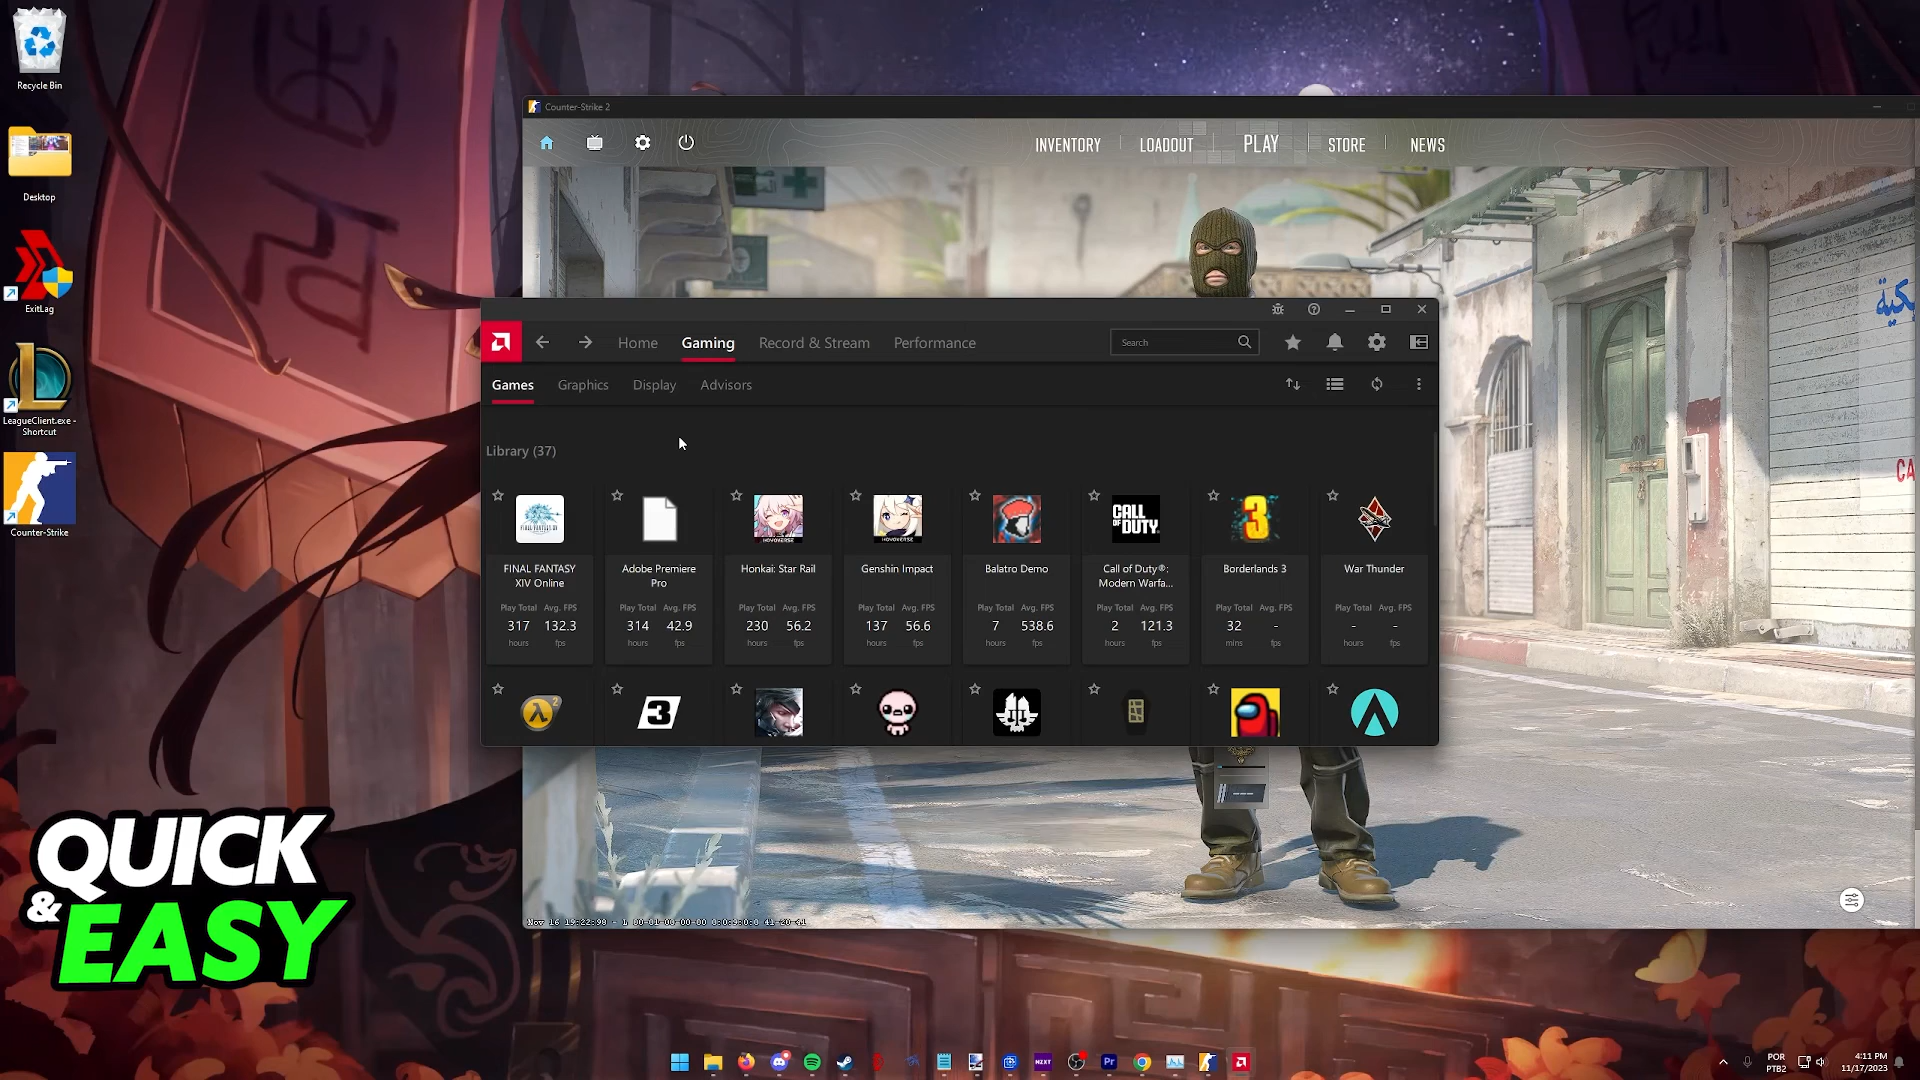 Recycle Bin
Desktop
ExitLag
LeagueClient.exe -
Shortcut
Counter-Strike
QUICK
& EASY
Counter-Strike 2
INVENTORY
LOADOUT
PLAY
STORE
NEWS
Home
Gaming
Record & Stream
Performance
Search
Games
Graphics
Display
Advisors
Library (37)
HOYOVERSE
HOYOVERSE
CALL
OF DUTY
3
FINAL FANTASY
XIV Online
Play Total Avg. FPS
317 132.3
hours fps
Adobe Premiere
Pro
Play Total Avg. FPS
314 42.9
hours fps
Honkai: Star Rail
Play Total Avg. FPS
230 56.2
hours fps
Genshin Impact
Play Total Avg. FPS
137 56.6
hours fps
Balatro Demo
Play Total Avg. FPS
7 538.6
hours fps
Call of Duty®:
Modern Warfa...
Play Total Avg. FPS
2 121.3
hours fps
Borderlands 3
Play Total Avg. FPS
32 -
mins fps
War Thunder
Play Total Avg. FPS
- -
hours fps
3
NZXT
Pr
POR
PTB2
4:11 PM
11/17/2023